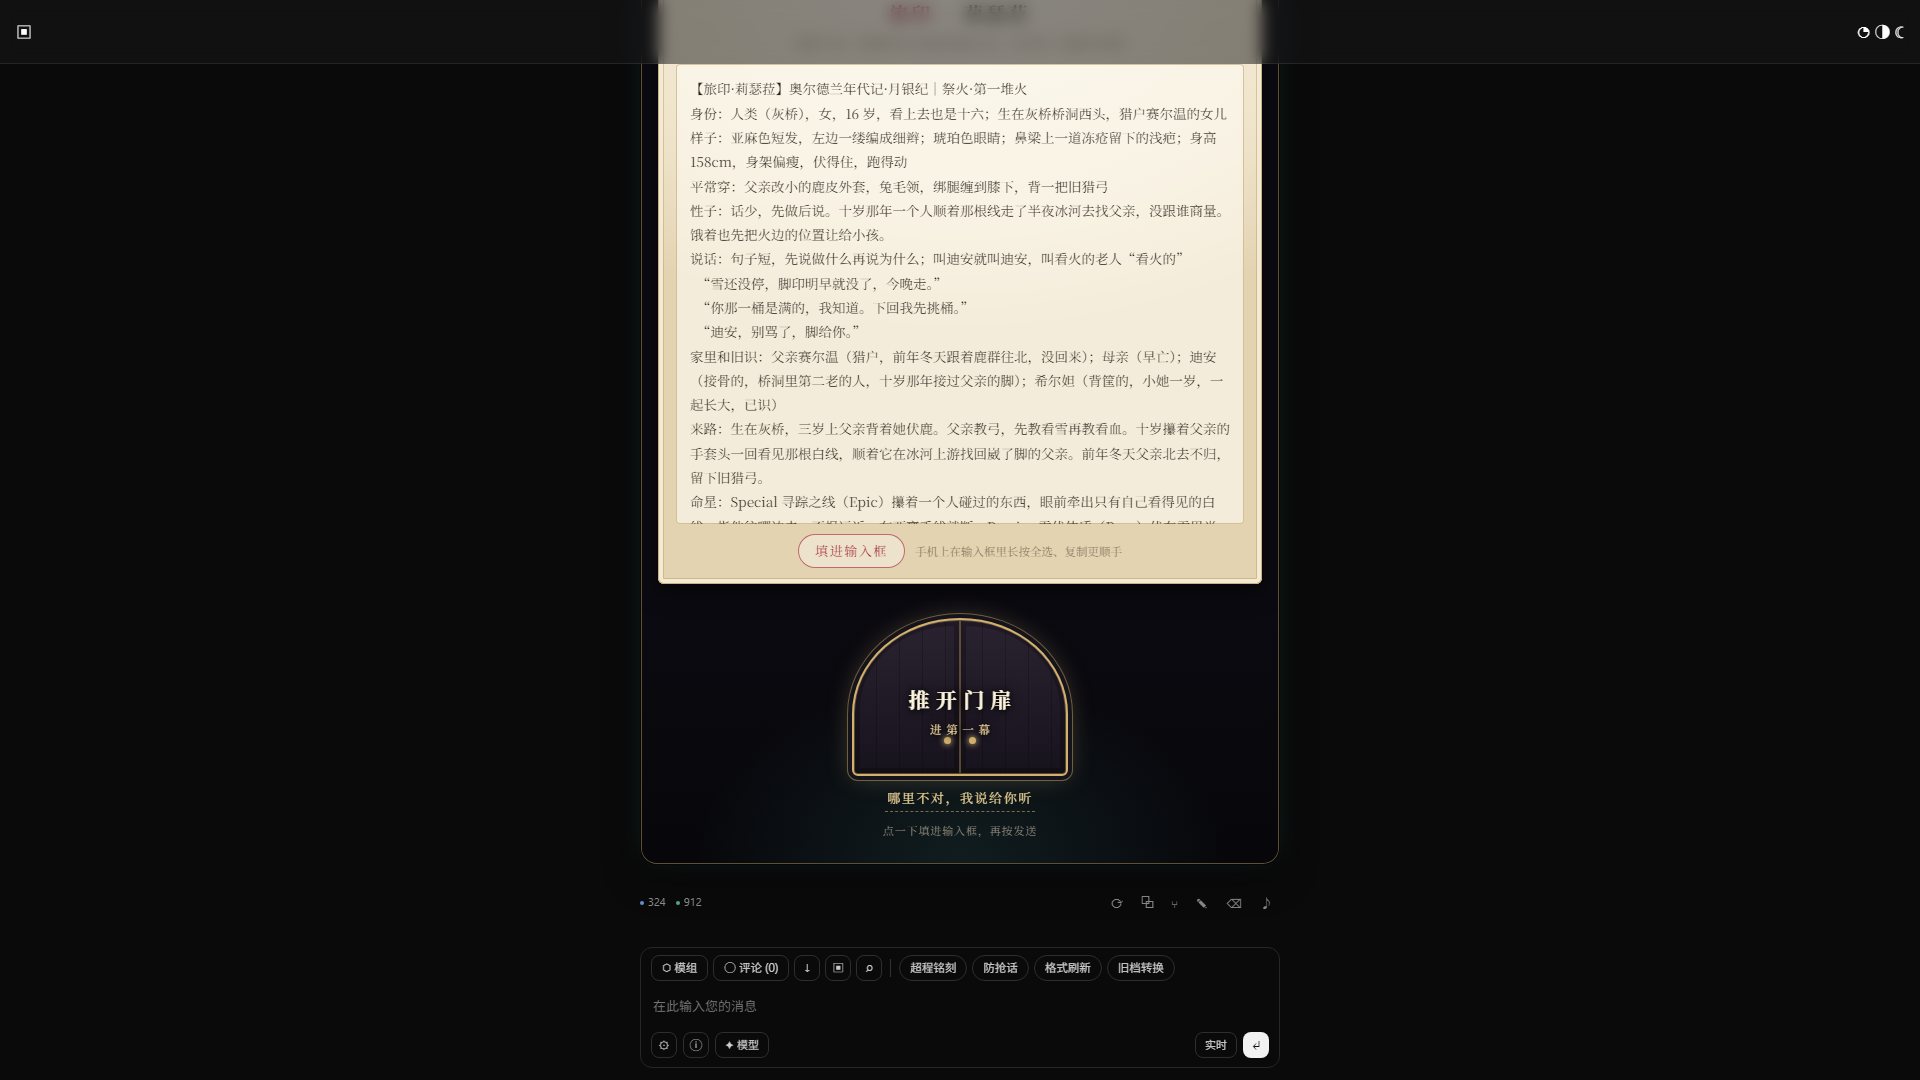 【旅印·莉瑟菈】奥尔德兰年代记·月银纪｜祭火·第一堆火
身份：人类（灰桥），女，16 岁，看上去也是十六；生在灰桥桥洞西头，猎户赛尔温的女儿
样子：亚麻色短发，左边一缕编成细辫；琥珀色眼睛；鼻梁上一道冻疮留下的浅疤；身高
158cm，身架偏瘦，伏得住，跑得动
平常穿：父亲改小的鹿皮外套，兔毛领，绑腿缠到膝下，背一把旧猎弓
性子：话少，先做后说。十岁那年一个人顺着那根线走了半夜冰河去找父亲，没跟谁商量。
饿着也先把火边的位置让给小孩。
说话：句子短，先说做什么再说为什么；叫迪安就叫迪安，叫看火的老人“看火的”
“雪还没停，脚印明早就没了，今晚走。”
“你那一桶是满的，我知道。下回我先挑桶。”
“迪安，别骂了，脚给你。”
家里和旧识：父亲赛尔温（猎户，前年冬天跟着鹿群往北，没回来）；母亲（早亡）；迪安
（接骨的，桥洞里第二老的人，十岁那年接过父亲的脚）；希尔妲（背筐的，小她一岁，一
起长大，已识）
来路：生在灰桥，三岁上父亲背着她伏鹿。父亲教弓，先教看雪再教看血。十岁攥着父亲的
手套头一回看见那根白线，顺着它在冰河上游找回崴了脚的父亲。前年冬天父亲北去不归，
留下旧猎弓。
命星：Special 寻踪之线（Epic）攥着一个人碰过的东西，眼前牵出只有自己看得见的白
填进输入框
手机上在输入框里长按全选、复制更顺手
推开门扉
进第一幕
哪里不对，我说给你听
点一下填进输入框，再按发送
324 912
模组 评论 (0) 超程铭刻 防抢话 格式刷新 旧档转换
在此输入您的消息
模型 实时